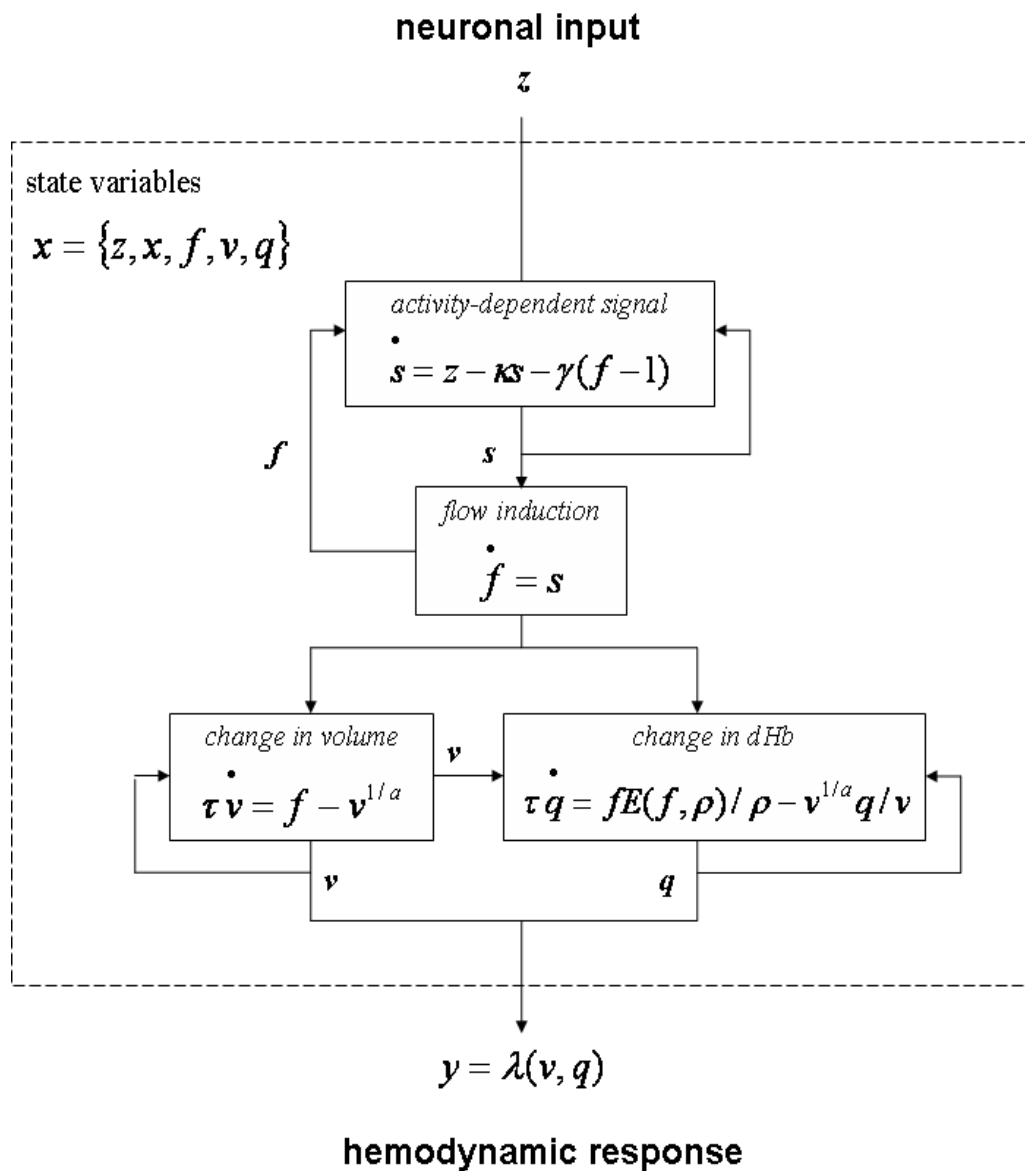 neuronal input
z
state variables
x = {z, x, f, v, q}
activity-dependent signal
ṡ = z − κs − γ(f −1)
f
s
flow induction
ḟ = s
change in volume
τv̇ = f − v^{1/a}
v
change in dHb
τq̇ = fE(f, ρ)/ρ − v^{1/a} q/v
v
q
y = λ(v, q)
hemodynamic response